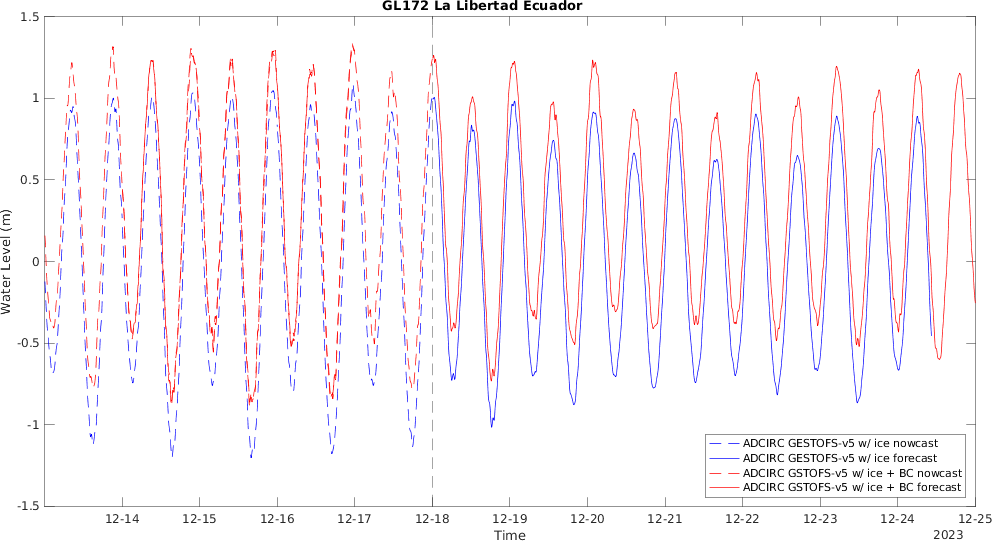 GL172 La Libertad Ecuador
1.5
1
0.5
0
-0.5
-1
-1.5
Water Level (m)
12-14 12-15 12-16 12-17 12-18 12-19 12-20 12-21 12-22 12-23 12-24 12-25
Time
2023
ADCIRC GESTOFS-v5 w/ ice nowcast
ADCIRC GESTOFS-v5 w/ ice forecast
ADCIRC GSTOFS-v5 w/ ice + BC nowcast
ADCIRC GSTOFS-v5 w/ ice + BC forecast